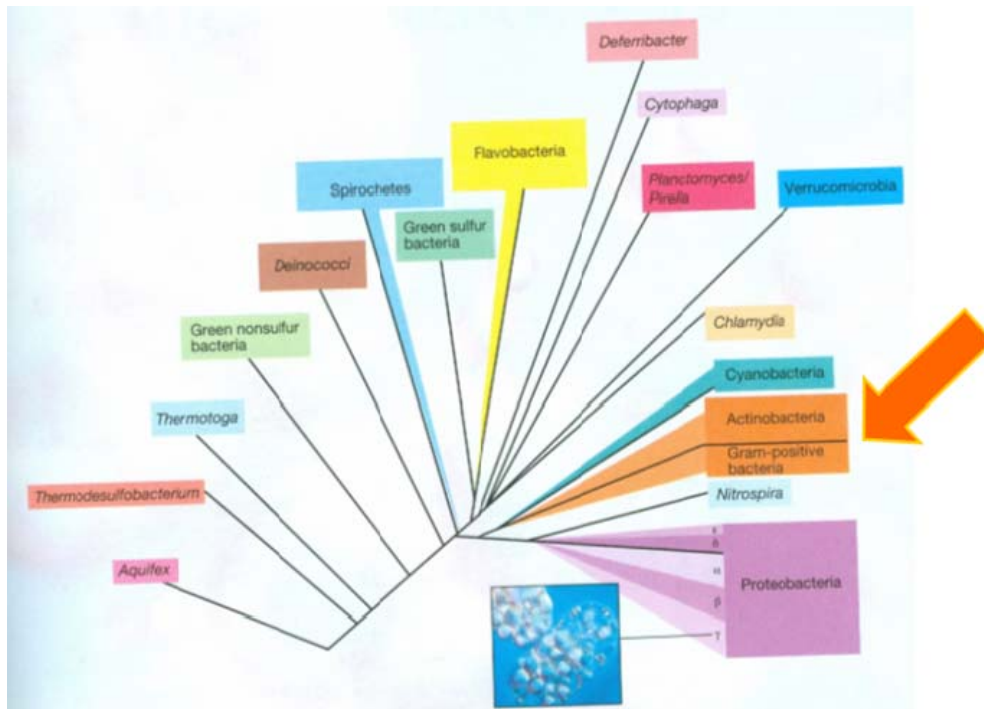 Deferribacter
Cytophaga
Flavobacteria
Spirochetes
Planctomyces/
Pirella
Verrucomicrobia
Green sulfur
bacteria
Deinococci
Green nonsulfur
bacteria
Chlamydia
Cyanobacteria
Thermotoga
Actinobacteria
Gram-positive
bacteria
Thermodesulfobacterium
Nitrospira
Aquifex
δ
α
Proteobacteria
β
γ